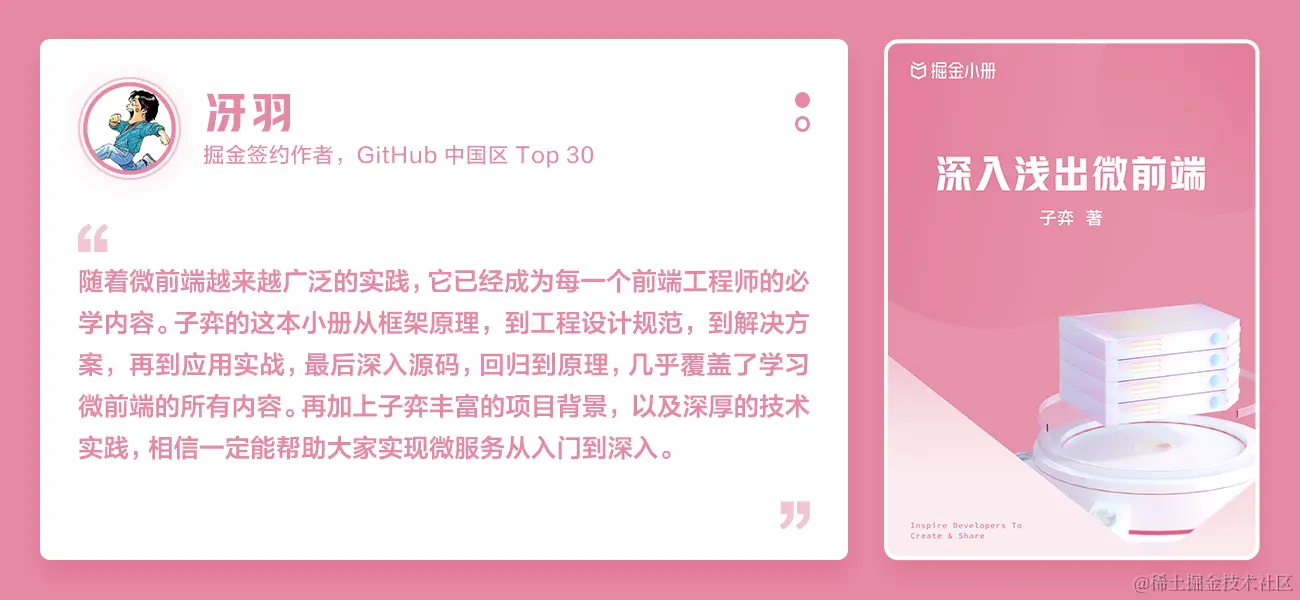 冴羽
掘金签约作者，GitHub 中国区 Top 30
随着微前端越来越广泛的实践，它已经成为每一个前端工程师的必
学内容。子弈的这本小册从框架原理，到工程设计规范，到解决方
案，再到应用实战，最后深入源码，回归到原理，几乎覆盖了学习
微前端的所有内容。再加上子弈丰富的项目背景，以及深厚的技术
实践，相信一定能帮助大家实现微服务从入门到深入。
掘金小册
深入浅出微前端
子弈 著
Inspire Developers To
Create & Share
@稀土掘金技术社区